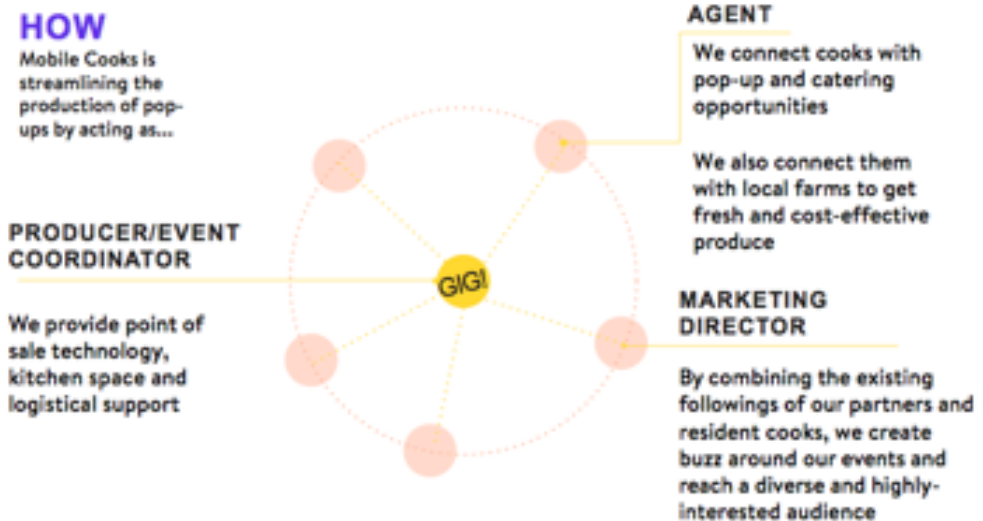 HOW
Mobile Cooks is
streamlining the
production of pop-
ups by acting as...
PRODUCER/EVENT
COORDINATOR
We provide point of
sale technology,
kitchen space and
logistical support
GIGI
AGENT
We connect cooks with
pop-up and catering
opportunities
We also connect them
with local farms to get
fresh and cost-effective
produce
MARKETING
DIRECTOR
By combining the existing
followings of our partners and
resident cooks, we create
buzz around our events and
reach a diverse and highly-
interested audience